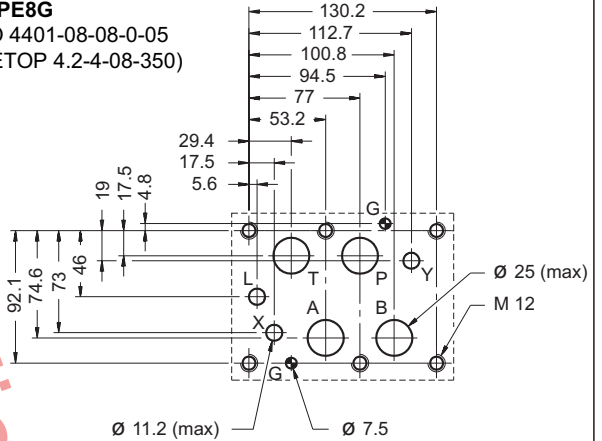 PE8G
4401-08-08-0-05
ETOP 4.2-4-08-350)
130.2
112.7
100.8
94.5
77
53.2
29.4
17.5
5.6
19
17.5
4.8
92.1
74.6
73
46
G
T
P
Y
L
A
B
X
G
Ø 25 (max)
M 12
Ø 11.2 (max)
Ø 7.5